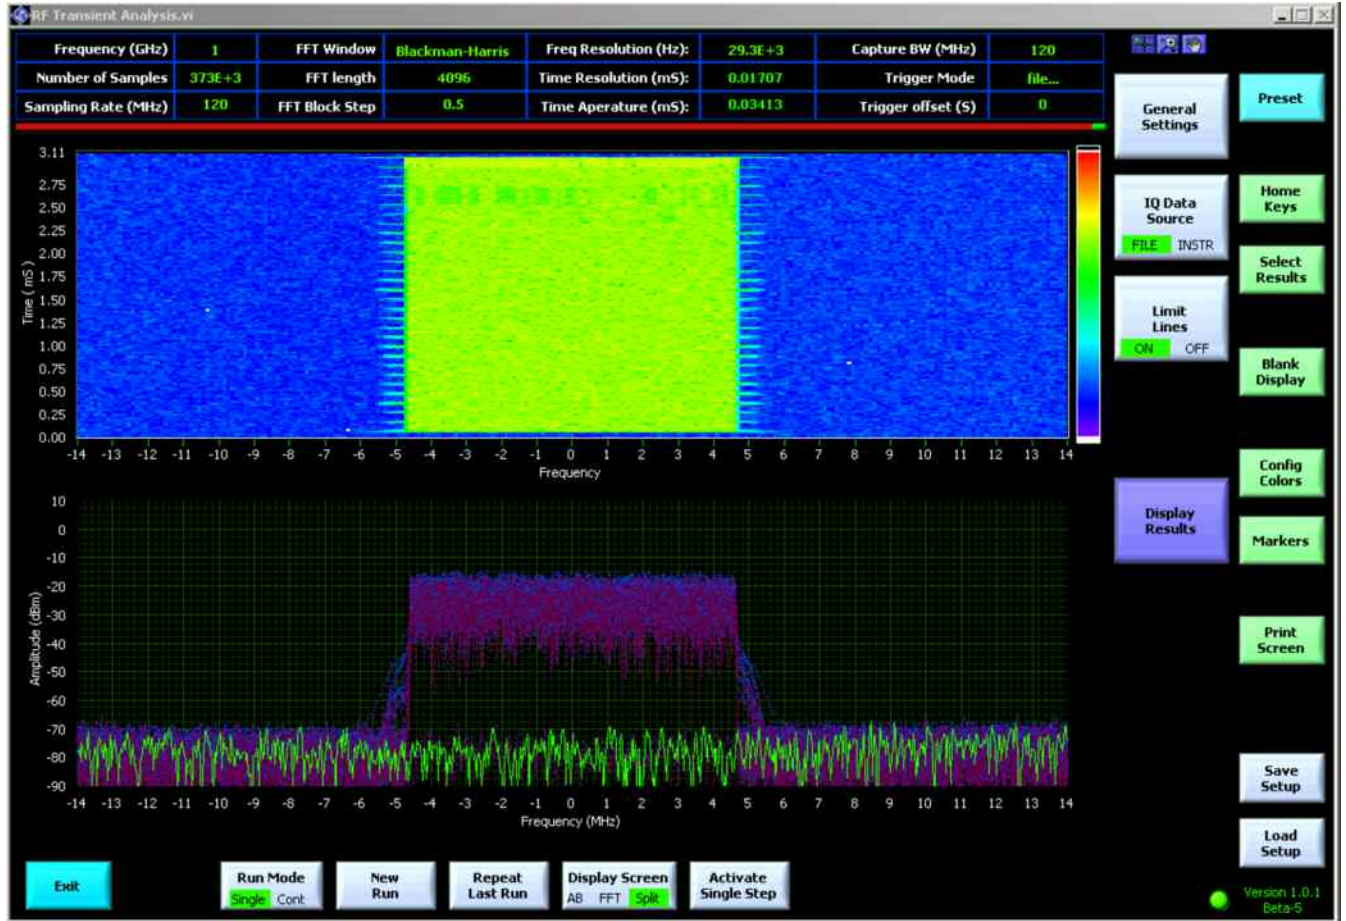 RF Transient Analysis.vi
Frequency (GHz) 1 FFT Window Blackman-Harris Freq Resolution (Hz): 29.3E+3 Capture BW (MHz) 120
Number of Samples 373E+3 FFT length 4096 Time Resolution (mS): 0.01707 Trigger Mode file...
Sampling Rate (MHz) 120 FFT Block Step 0.5 Time Aperature (mS): 0.03413 Trigger offset (S) 0
General
Settings
Preset
IQ Data
Source
FILE INSTR
Home
Keys
Select
Results
Limit
Lines
ON OFF
Blank
Display
Config
Colors
Display
Results
Markers
Print
Screen
Save
Setup
Load
Setup
3.11
2.75
2.50
2.25
2.00
1.75
1.50
1.25
1.00
0.75
0.50
0.25
0.00
Time ( mS )
-14 -13 -12 -11 -10 -9 -8 -7 -6 -5 -4 -3 -2 -1 0 1 2 3 4 5 6 7 8 9 10 11 12 13 14
Frequency
10
0
-10
-20
-30
-40
-50
-60
-70
-80
-90
Amplitude (dBm)
-14 -13 -12 -11 -10 -9 -8 -7 -6 -5 -4 -3 -2 -1 0 1 2 3 4 5 6 7 8 9 10 11 12 13 14
Frequency (MHz)
Exit
Run Mode
Single Cont
New
Run
Repeat
Last Run
Display Screen
AB FFT Split
Activate
Single Step
Version 1.0.1
Beta-5